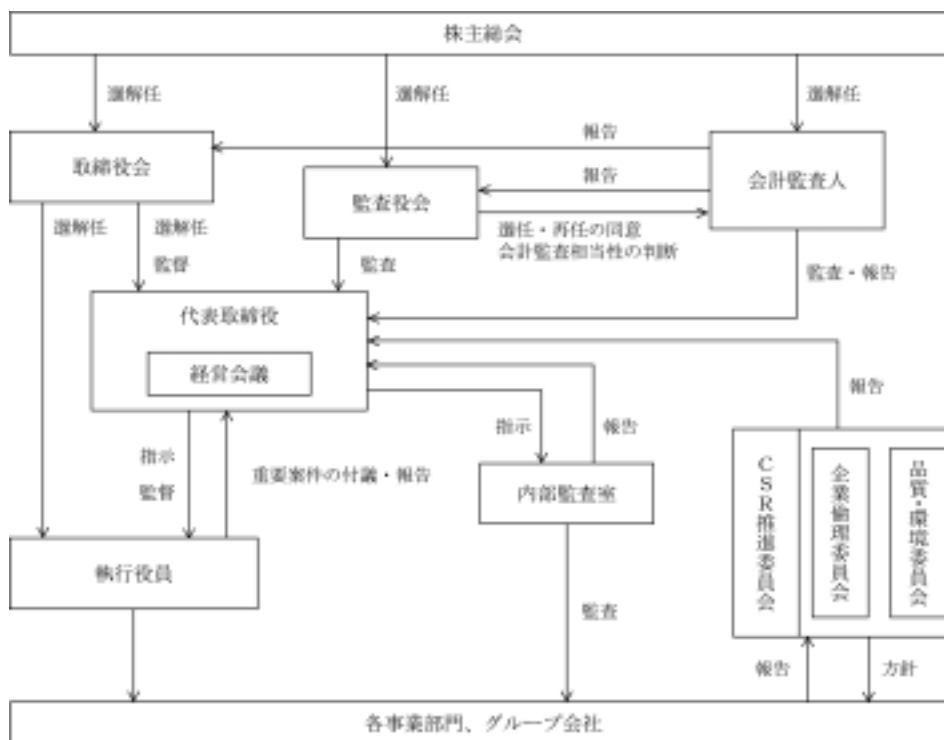 株主総会
選解任
選解任
選解任
取締役会
報告
会計監査人
監査役会
報告
選解任
選解任
監督
監査
選任・再任の同意
会計監査相当性の判断
監査・報告
代表取締役
経営会議
指示
監督
重要案件の付議・報告
指示
報告
報告
内部監査室
CSR推進委員会
企業倫理委員会
品質・環境委員会
執行役員
監査
報告
方針
各事業部門、グループ会社